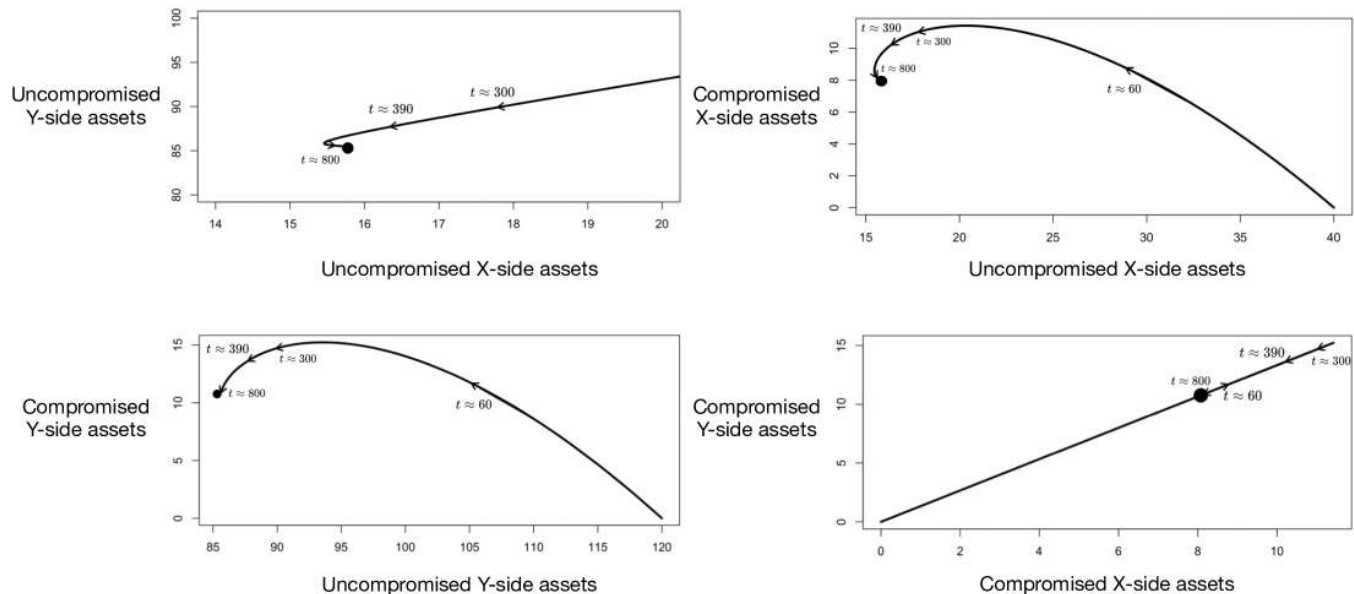 100
95
90
85
80
Uncompromised
Y-side assets
t ≈ 300
t ≈ 390
t ≈ 800
14 15 16 17 18 19 20
Uncompromised X-side assets
10
8
6
4
2
0
Compromised
X-side assets
t ≈ 390
t ≈ 300
t ≈ 800
t ≈ 60
15 20 25 30 35 40
Uncompromised X-side assets
15
10
5
0
Compromised
Y-side assets
t ≈ 390
t ≈ 300
t ≈ 800
t ≈ 60
85 90 95 100 105 110 115 120
Uncompromised Y-side assets
15
10
5
0
Compromised
Y-side assets
t ≈ 390
t ≈ 300
t ≈ 800
t ≈ 60
0 2 4 6 8 10
Compromised X-side assets